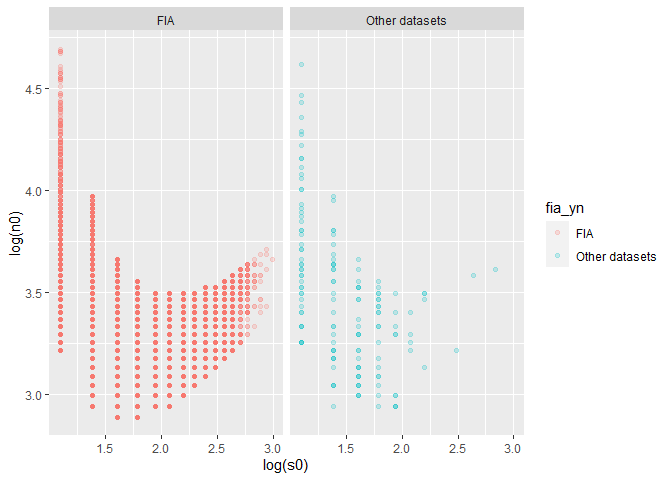 FIA
Other datasets
log(n0)
4.5
4.0
3.5
3.0
1.5
2.0
2.5
3.0
1.5
2.0
2.5
3.0
log(s0)
fia_yn
FIA
Other datasets